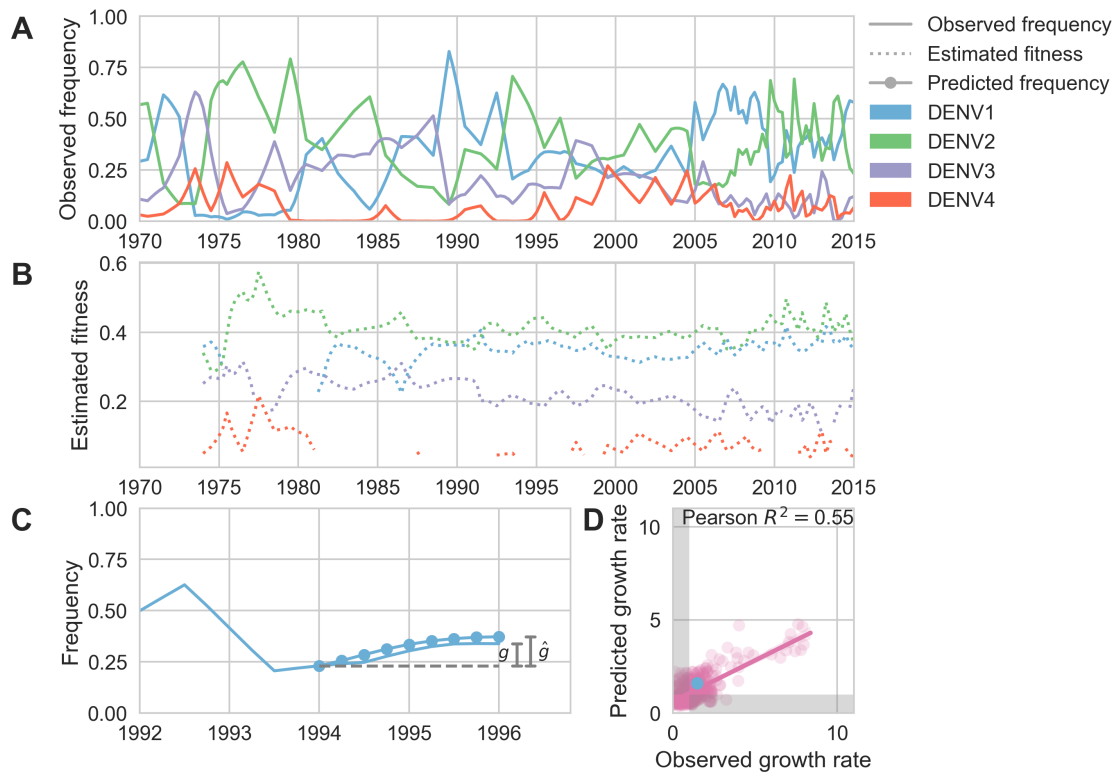 A
Observed frequency
1.00
0.75
0.50
0.25
0.00
1970 1975 1980 1985 1990 1995 2000 2005 2010 2015
Observed frequency
Estimated fitness
Predicted frequency
DENV1
DENV2
DENV3
DENV4
B
Estimated fitness
0.6
0.4
0.2
1970 1975 1980 1985 1990 1995 2000 2005 2010 2015
C
Frequency
1.00
0.75
0.50
0.25
0.00
g ĝ
1992 1993 1994 1995 1996
D
Pearson R² = 0.55
Predicted growth rate
10
5
0
0 10
Observed growth rate